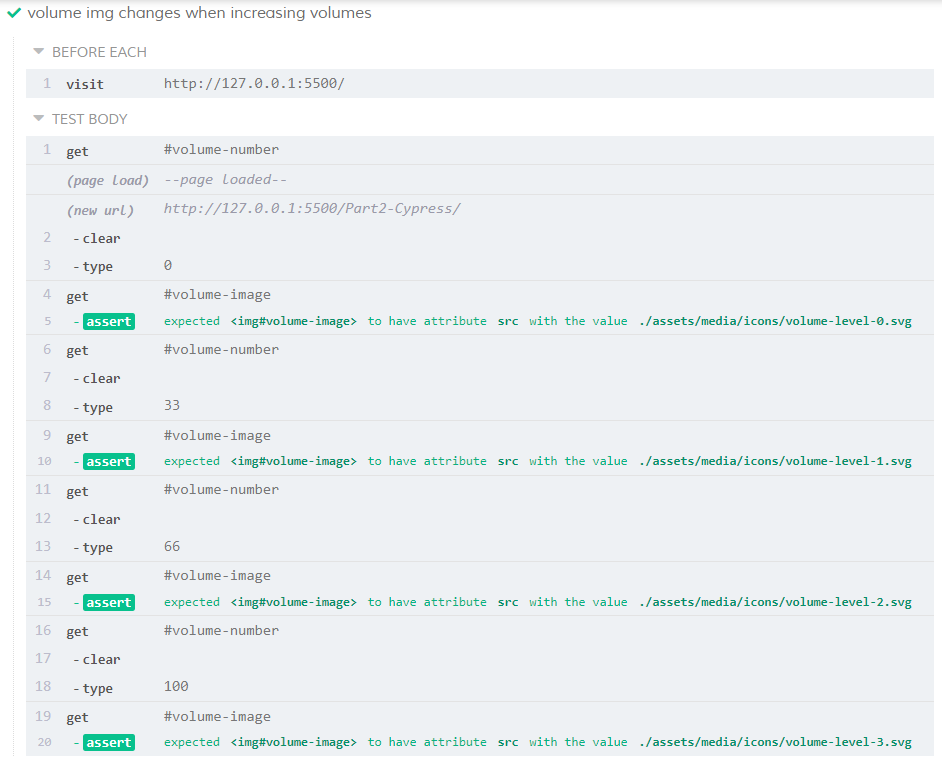 volume img changes when increasing volumes
BEFORE EACH
1 visit http://127.0.0.1:5500/
TEST BODY
1 get #volume-number
(page load) --page loaded--
(new url) http://127.0.0.1:5500/Part2-Cypress/
2 -clear
3 -type 0
4 get #volume-image
5 -assert expected <img#volume-image> to have attribute src with the value ./assets/media/icons/volume-level-0.svg
6 get #volume-number
7 -clear
8 -type 33
9 get #volume-image
10 -assert expected <img#volume-image> to have attribute src with the value ./assets/media/icons/volume-level-1.svg
11 get #volume-number
12 -clear
13 -type 66
14 get #volume-image
15 -assert expected <img#volume-image> to have attribute src with the value ./assets/media/icons/volume-level-2.svg
16 get #volume-number
17 -clear
18 -type 100
19 get #volume-image
20 -assert expected <img#volume-image> to have attribute src with the value ./assets/media/icons/volume-level-3.svg